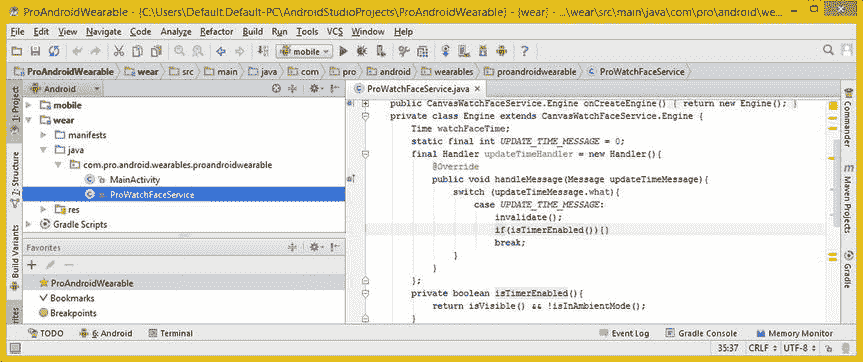 ProAndroidWearable - [C:\Users\Default.Default-PC\AndroidStudioProjects\ProAndroidWearable] - [wear] - ...\wear\src\main\java\com\pro\android\we...
File Edit View Navigate Code Analyze Refactor Build Run Tools VCS Window Help
mobile
ProAndroidWearable wear src main java com pro android wearables proandroidwearable ProWatchFaceService
Android
ProWatchFaceService.java
1: Project
7: Structure
Build Variants
mobile
wear
manifests
java
com.pro.android.wearables.proandroidwearable
MainActivity
ProWatchFaceService
res
Gradle Scripts
Favorites
ProAndroidWearable
Bookmarks
Breakpoints
public CanvasWatchFaceService.Engine onCreateEngine() { return new Engine(); }
private class Engine extends CanvasWatchFaceService.Engine {
Time watchFaceTime;
static final int UPDATE_TIME_MESSAGE = 0;
final Handler updateTimeHandler = new Handler(){
@Override
public void handleMessage(Message updateTimeMessage){
switch (updateTimeMessage.what){
case UPDATE_TIME_MESSAGE:
invalidate();
if(isTimerEnabled()){}
break;
}
}
};
private boolean isTimerEnabled(){
return isVisible() && !isInAmbientMode();
}
Commander
Maven Projects
Gradle
TODO 6: Android Terminal Event Log Gradle Console Memory Monitor
35:37 CRLF UTF-8